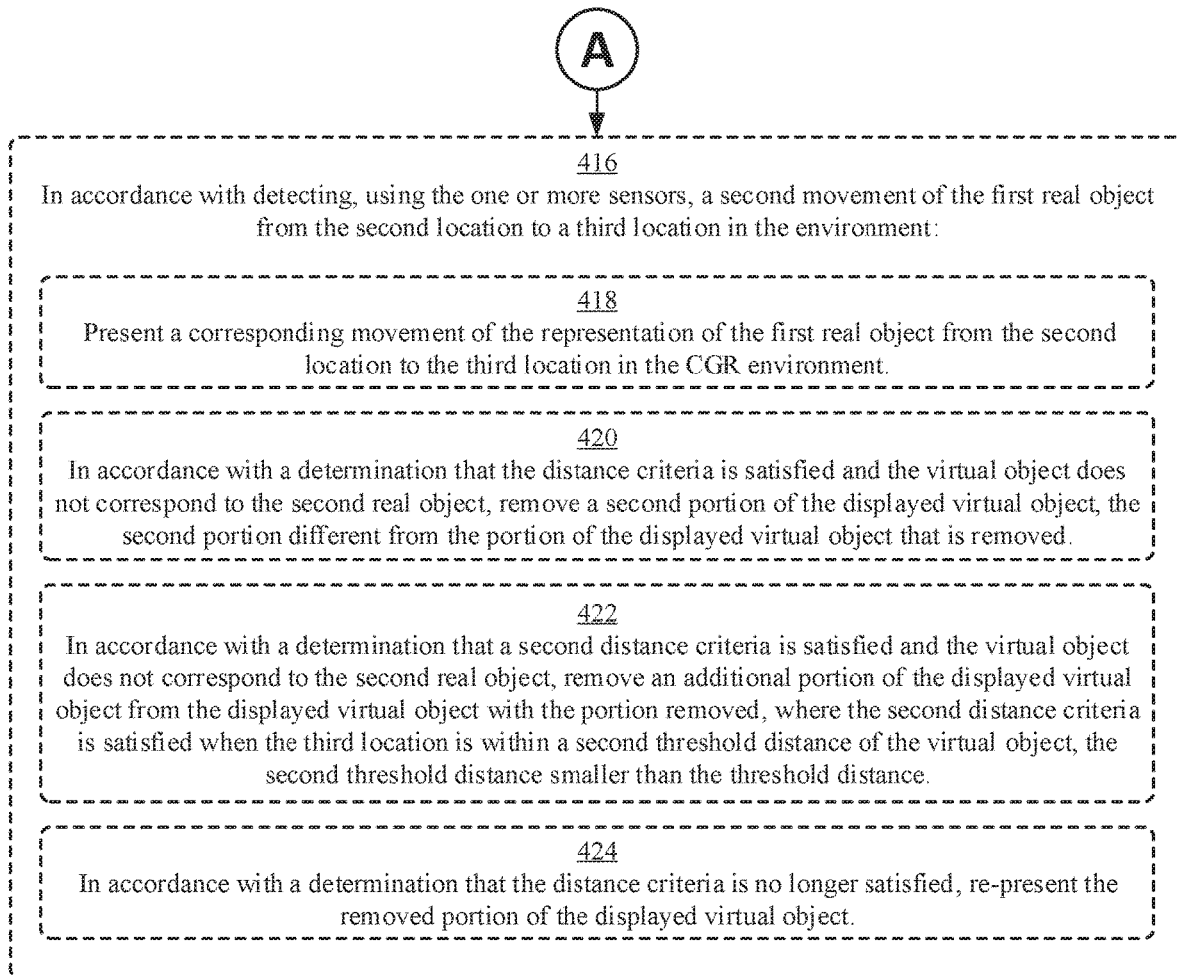 A
416
In accordance with detecting, using the one or more sensors, a second movement of the first real object
from the second location to a third location in the environment:
418
Present a corresponding movement of the representation of the first real object from the second
location to the third location in the CGR environment.
420
In accordance with a determination that the distance criteria is satisfied and the virtual object does
not correspond to the second real object, remove a second portion of the displayed virtual object, the
second portion different from the portion of the displayed virtual object that is removed.
422
In accordance with a determination that a second distance criteria is satisfied and the virtual object
does not correspond to the second real object, remove an additional portion of the displayed virtual
object from the displayed virtual object with the portion removed, where the second distance criteria
is satisfied when the third location is within a second threshold distance of the virtual object, the
second threshold distance smaller than the threshold distance.
424
In accordance with a determination that the distance criteria is no longer satisfied, re-present the
removed portion of the displayed virtual object.